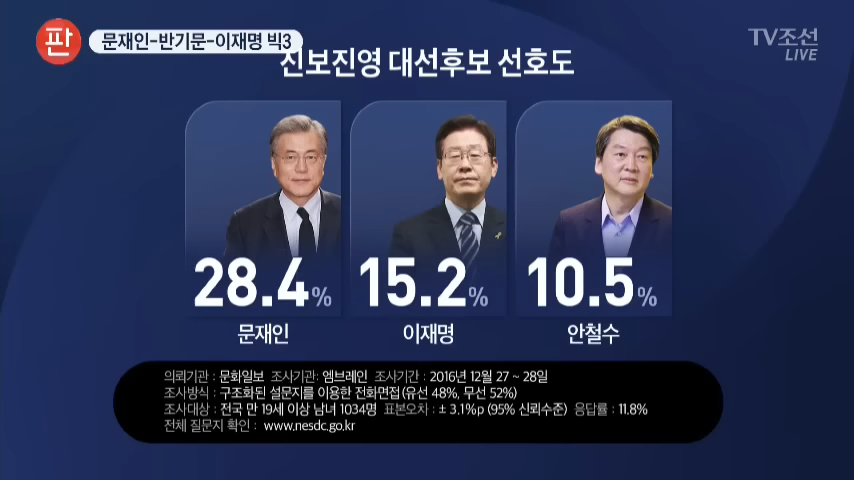 판
문재인-반기문-이재명 빅3
TV조선
LIVE
진보진영 대선후보 선호도
28.4% 15.2% 10.5%
문재인 이재명 안철수
의뢰기관 : 문화일보 조사기관: 엠브레인 조사기간 : 2016년 12월 27 ~ 28일
조사방식 : 구조화된 설문지를 이용한 전화면접 (유선 48%, 무선 52%)
조사대상 : 전국 만 19세 이상 남녀 1034명 표본오차 : ± 3.1%p (95% 신뢰수준) 응답률 : 11.8%
전체 질문지 확인 : www.nesdc.go.kr